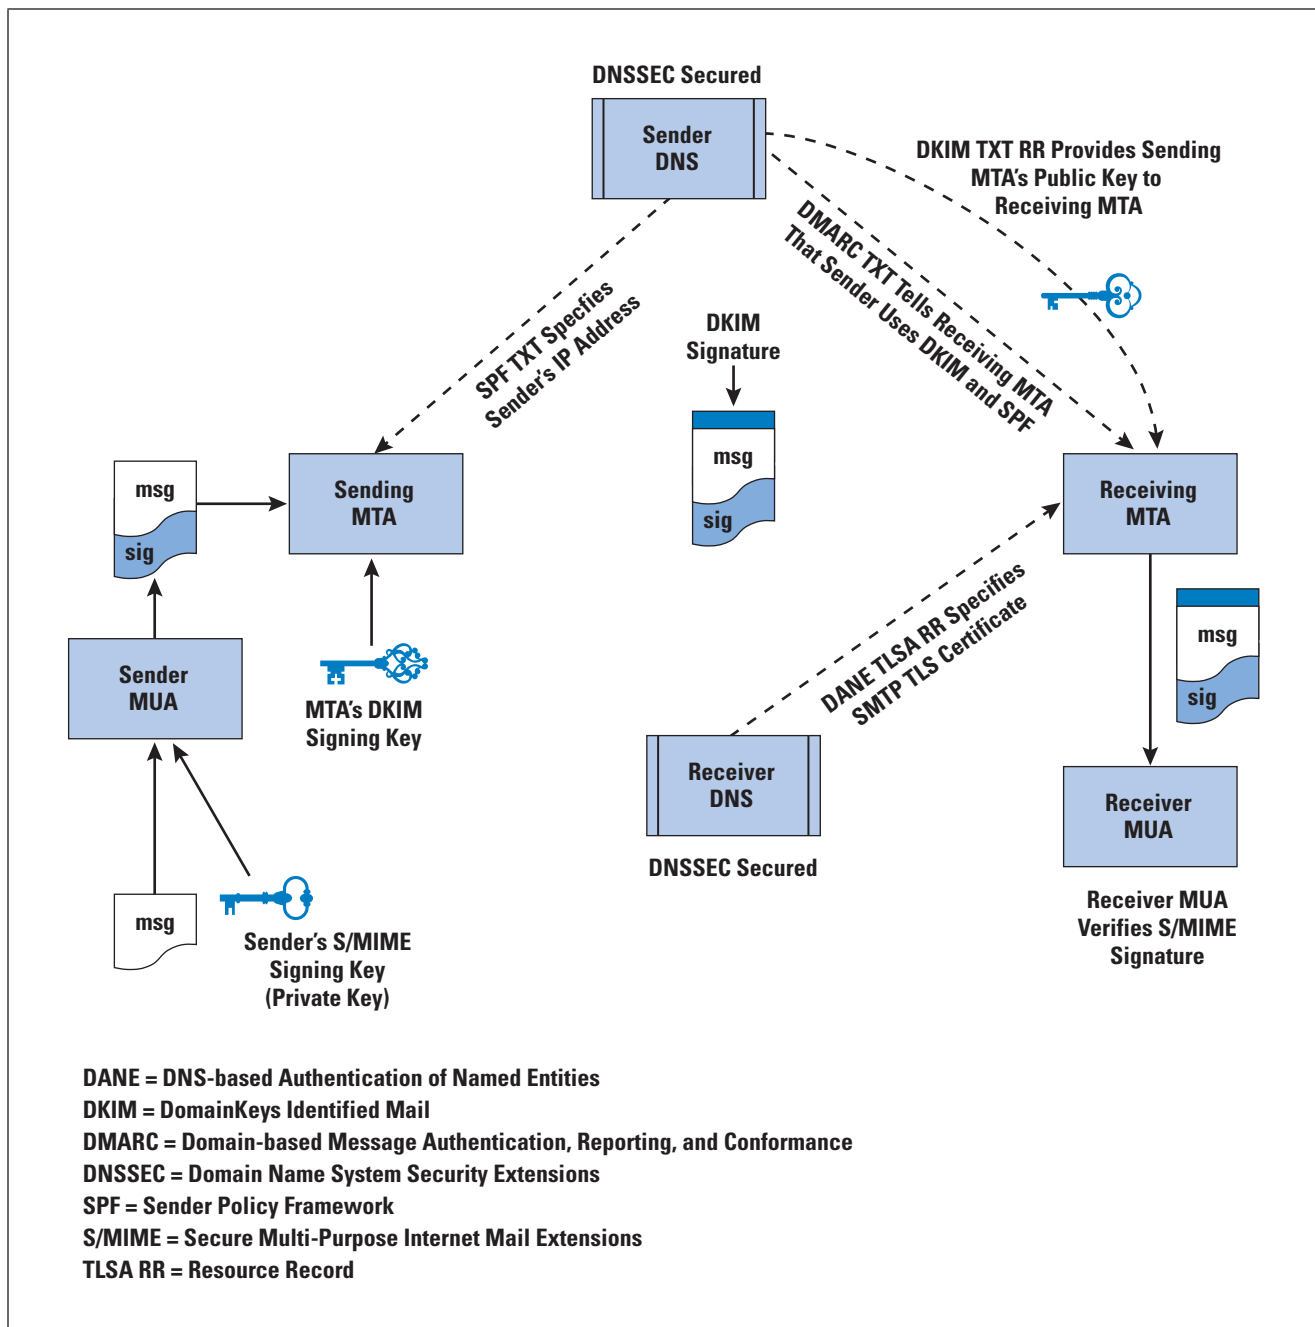 DNSSEC Secured
Sender
DNS
DKIM TXT RR Provides Sending
MTA's Public Key to
Receiving MTA
DMARC TXT Tells Receiving MTA
That Sender Uses DKIM and SPF
SPF TXT Specfies
Sender's IP Address
DKIM
Signature
msg
sig
msg
sig
Sending
MTA
Receiving
MTA
Sender
MUA
MTA's DKIM
Signing Key
DANE TLSA RR Specifies
SMTP TLS Certificate
msg
sig
Receiver
DNS
DNSSEC Secured
Receiver
MUA
Receiver MUA
Verifies S/MIME
Signature
msg
Sender's S/MIME
Signing Key
(Private Key)
DANE = DNS-based Authentication of Named Entities
DKIM = DomainKeys Identified Mail
DMARC = Domain-based Message Authentication, Reporting, and Conformance
DNSSEC = Domain Name System Security Extensions
SPF = Sender Policy Framework
S/MIME = Secure Multi-Purpose Internet Mail Extensions
TLSA RR = Resource Record